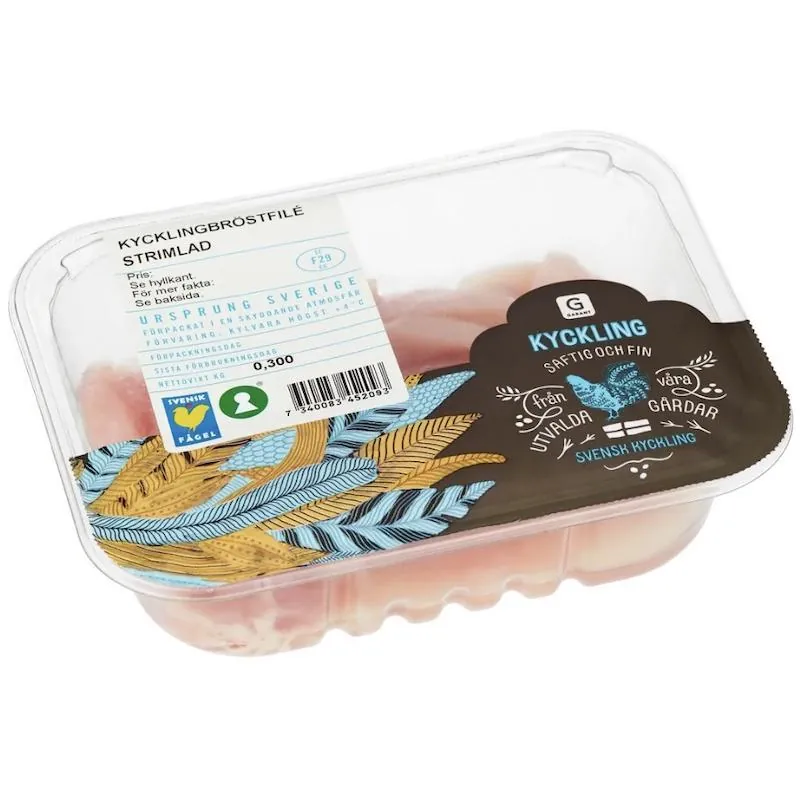 KYCKLINGBRÖSTFILÉ
STRIMLAD
Pris:
Se hyllkant.
För mer fakta:
Se baksida.
SE
F29
EG
URSPRUNG SVERIGE
FÖRPACKAT I EN SKYDDANDE ATMOSFÄR
FÖRVARING: KYLVARA HÖGST +4°C
FÖRPACKNINGSDAG
SISTA FÖRBRUKNINGSDAG
NETTOVIKT KG 0,300
SVENSK
FÅGEL
®
7 340083 452093
G
GARANT
KYCKLING
SAFTIG OCH FIN
från våra
UTVALDA GÅRDAR
SVENSK KYCKLING